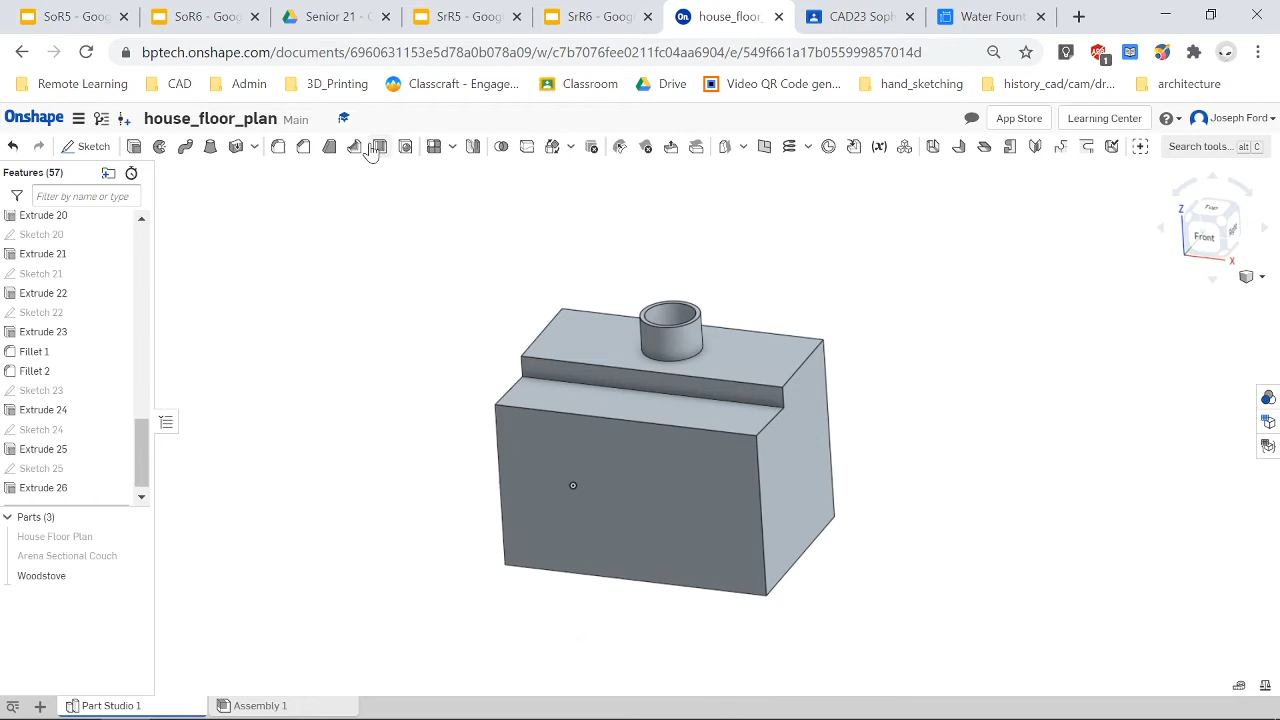 SoR5 - Goog
SoR6 - Goog
Senior 21 - G
SrR5 - Googl
SrR6 - Googl
house_floor_
CAD23J Soph
Water Fount
bptech.onshape.com/documents/6960631153e5d78a0b078a09/w/c7b7076fee0211fc04aa6904/e/549f661a17b055999857014d
Remote Learning
CAD
Admin
3D_Printing
Classcraft - Engage...
Classroom
Drive
Video QR Code gen...
hand_sketching
history_cad/cam/dr...
architecture
Onshape
house_floor_plan Main
App Store
Learning Center
Joseph Ford
Sketch
Search tools...
alt C
Features (57)
Filter by name or type
Extrude 20
Sketch 20
Extrude 21
Sketch 21
Extrude 22
Sketch 22
Extrude 23
Fillet 1
Fillet 2
Sketch 23
Extrude 24
Sketch 24
Extrude 25
Sketch 25
Extrude 26
Parts (3)
House Floor Plan
Arena Sectional Couch
Woodstove
Z
Top
Front
X
Part Studio 1
Assembly 1